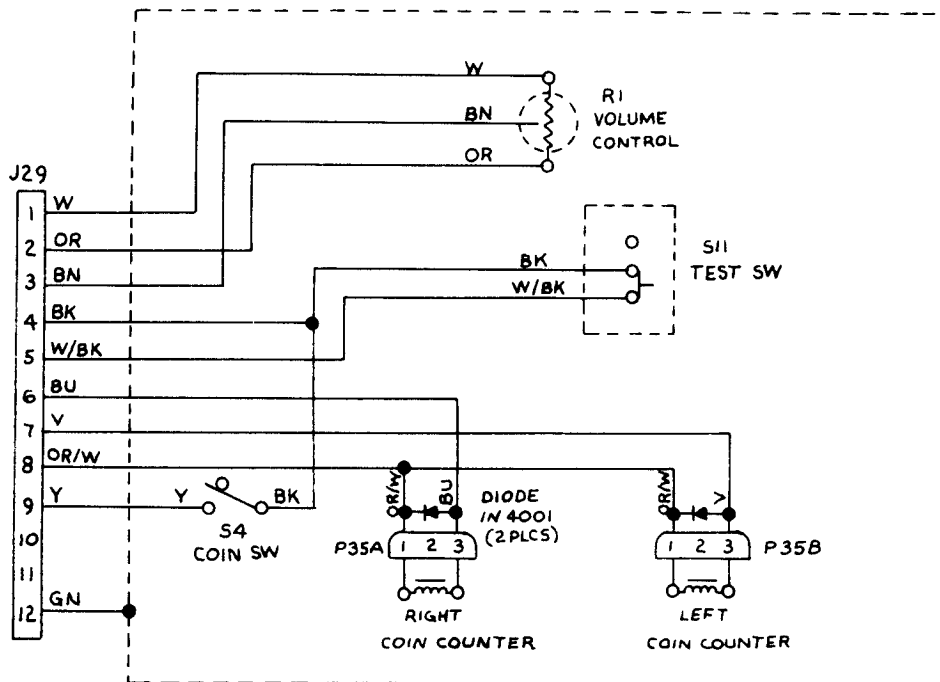 W
R1
VOLUME
CONTROL
BN
OR
J29
1 W
2 OR
3 BN
4 BK
5 W/BK
6 BU
7 V
8 OR/W
9 Y
10
11
12 GN
BK
W/BK
S11
TEST SW
Y
BK
S4
COIN SW
OR/W
BU
DIODE
IN 4001
(2 PLCS)
OR/W
V
P35A 1 2 3
1 2 3 P35B
RIGHT
COIN COUNTER
LEFT
COIN COUNTER